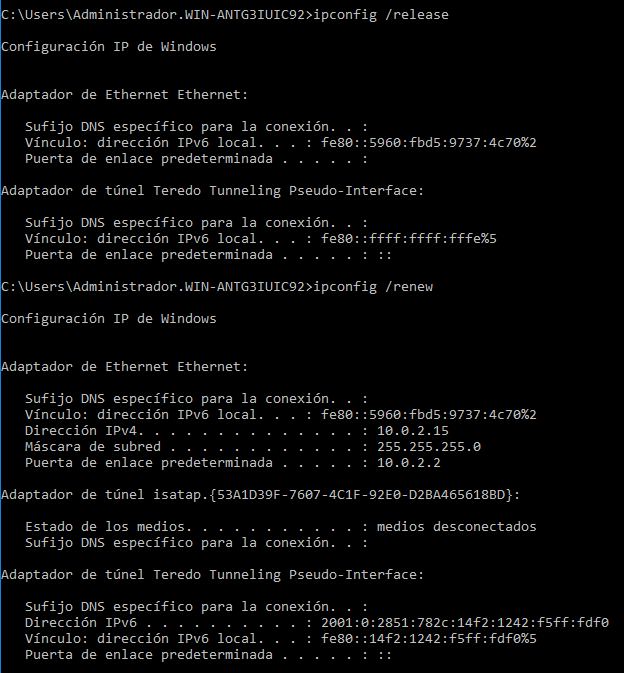 C:\Users\Administrador.WIN-ANTG3IUIC92>ipconfig /release
Configuración IP de Windows
Adaptador de Ethernet Ethernet:
Sufijo DNS específico para la conexión. . :
Vínculo: dirección IPv6 local. . . : fe80::5960:fbd5:9737:4c70%2
Puerta de enlace predeterminada . . . . . :
Adaptador de túnel Teredo Tunneling Pseudo-Interface:
Sufijo DNS específico para la conexión. . :
Vínculo: dirección IPv6 local. . . : fe80::ffff:ffff:fffe%5
Puerta de enlace predeterminada . . . . . : ::
C:\Users\Administrador.WIN-ANTG3IUIC92>ipconfig /renew
Configuración IP de Windows
Adaptador de Ethernet Ethernet:
Sufijo DNS específico para la conexión. . :
Vínculo: dirección IPv6 local. . . : fe80::5960:fbd5:9737:4c70%2
Dirección IPv4. . . . . . . . . . . . . . : 10.0.2.15
Máscara de subred . . . . . . . . . . . . : 255.255.255.0
Puerta de enlace predeterminada . . . . . : 10.0.2.2
Adaptador de túnel isatap.{53A1D39F-7607-4C1F-92E0-D2BA465618BD}:
Estado de los medios. . . . . . . . . . . : medios desconectados
Sufijo DNS específico para la conexión. . :
Adaptador de túnel Teredo Tunneling Pseudo-Interface:
Sufijo DNS específico para la conexión. . :
Dirección IPv6 . . . . . . . . . . : 2001:0:2851:782c:14f2:1242:f5ff:fdf0
Vínculo: dirección IPv6 local. . . : fe80::14f2:1242:f5ff:fdf0%5
Puerta de enlace predeterminada . . . . . : ::